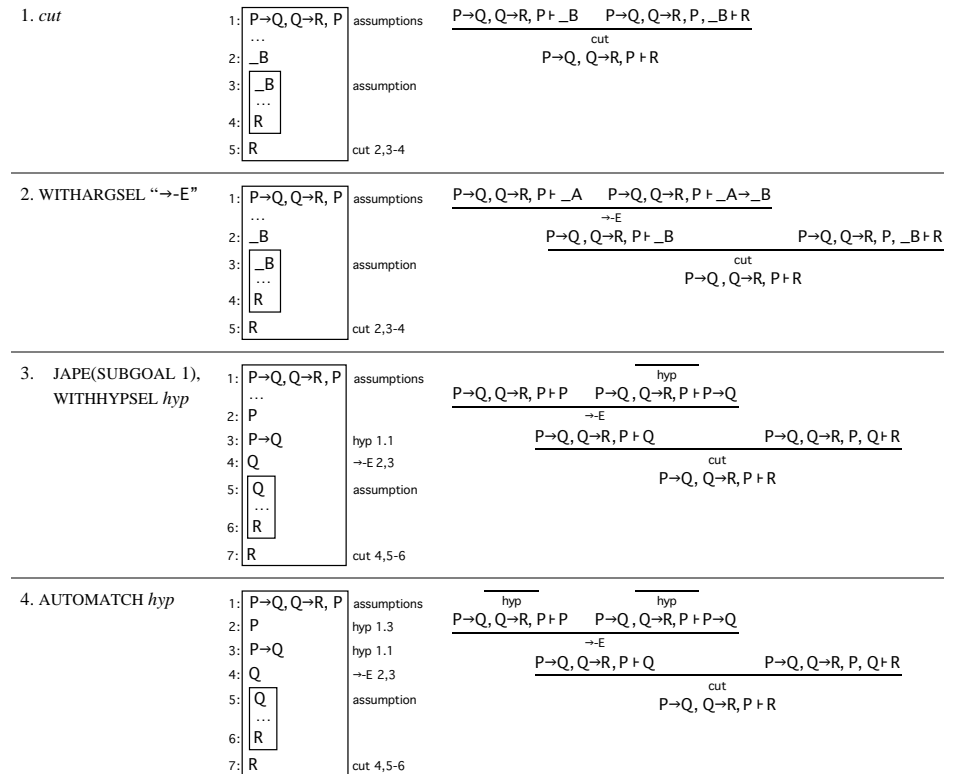 1. cut
1: P→Q, Q→R, P assumptions
...
2: _B
3: _B assumption
...
4: R
5: R cut 2,3-4
P→Q, Q→R, P ⊢ _B P→Q, Q→R, P, _B ⊢ R
cut
P→Q, Q→R, P ⊢ R
2. WITHARGSEL “→-E”
1: P→Q, Q→R, P assumptions
...
2: _B
3: _B assumption
...
4: R
5: R cut 2,3-4
P→Q, Q→R, P ⊢ _A P→Q, Q→R, P ⊢ _A→_B
→-E
P→Q, Q→R, P ⊢ _B P→Q, Q→R, P, _B ⊢ R
cut
P→Q, Q→R, P ⊢ R
3. JAPE(SUBGOAL 1),
WITHHYPSEL hyp
1: P→Q, Q→R, P assumptions
...
2: P
3: P→Q hyp 1.1
4: Q →-E 2,3
5: Q assumption
...
6: R
7: R cut 4,5-6
hyp
P→Q, Q→R, P ⊢ P P→Q, Q→R, P ⊢ P→Q
→-E
P→Q, Q→R, P ⊢ Q P→Q, Q→R, P, Q ⊢ R
cut
P→Q, Q→R, P ⊢ R
4. AUTOMATCH hyp
1: P→Q, Q→R, P assumptions
2: P hyp 1.3
3: P→Q hyp 1.1
4: Q →-E 2,3
5: Q assumption
...
6: R
7: R cut 4,5-6
hyp hyp
P→Q, Q→R, P ⊢ P P→Q, Q→R, P ⊢ P→Q
→-E
P→Q, Q→R, P ⊢ Q P→Q, Q→R, P, Q ⊢ R
cut
P→Q, Q→R, P ⊢ R